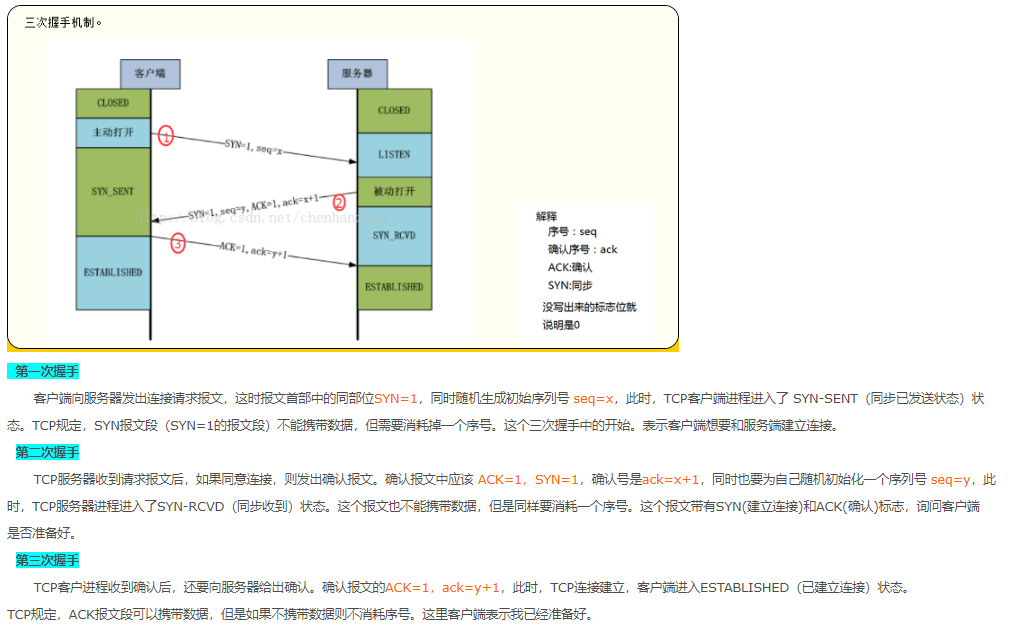 三次握手机制。
客户端
服务器
CLOSED
CLOSED
主动打开
①
SYN=1,seq=x
LISTEN
SYN_SENT
被动打开
②
SYN=1,seq=y,ACK=1,ack=x+1
SYN_RCVD
③
ACK=1,ack=y+1
ESTABLISHED
ESTABLISHED
解释
序号：seq
确认序号：ack
ACK:确认
SYN:同步
没写出来的标志位就
说明是0
第一次握手
客户端向服务器发出连接请求报文，这时报文首部中的同部位SYN=1，同时随机生成初始序列号 seq=x，此时，TCP客户端进程进入了 SYN-SENT（同步已发送状态）状
态。TCP规定，SYN报文段（SYN=1的报文段）不能携带数据，但需要消耗掉一个序号。这个三次握手中的开始。表示客户端想要和服务端建立连接。
第二次握手
TCP服务器收到请求报文后，如果同意连接，则发出确认报文。确认报文中应该 ACK=1，SYN=1，确认号是ack=x+1，同时也要为自己随机初始化一个序列号 seq=y，此
时，TCP服务器进程进入了SYN-RCVD（同步收到）状态。这个报文也不能携带数据，但是同样要消耗一个序号。这个报文带有SYN(建立连接)和ACK(确认)标志，询问客户端
是否准备好。
第三次握手
TCP客户进程收到确认后，还要向服务器给出确认。确认报文的ACK=1，ack=y+1，此时，TCP连接建立，客户端进入ESTABLISHED（已建立连接）状态。
TCP规定，ACK报文段可以携带数据，但是如果不携带数据则不消耗序号。这里客户端表示我已经准备好。